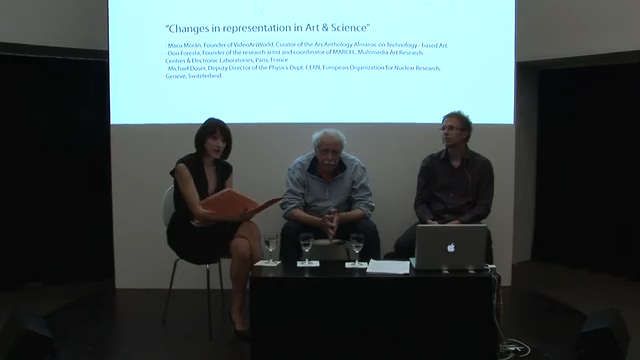 “Changes in representation in Art & Science”
- Macu Morán, Founder of VideoArtWorld, Curator of the Ars Anthology Almanac on Technology - based Art.
- Don Foresta, Founder of the research artist and coordinator of MARCEL, Multimedia Art Research
Centres & Electronic Laboratories, Paris, France.
- Michael Doser, Deputy Director of the Physics Dept. CERN, European Organization for Nuclear Research,
Geneve, Switzerland.